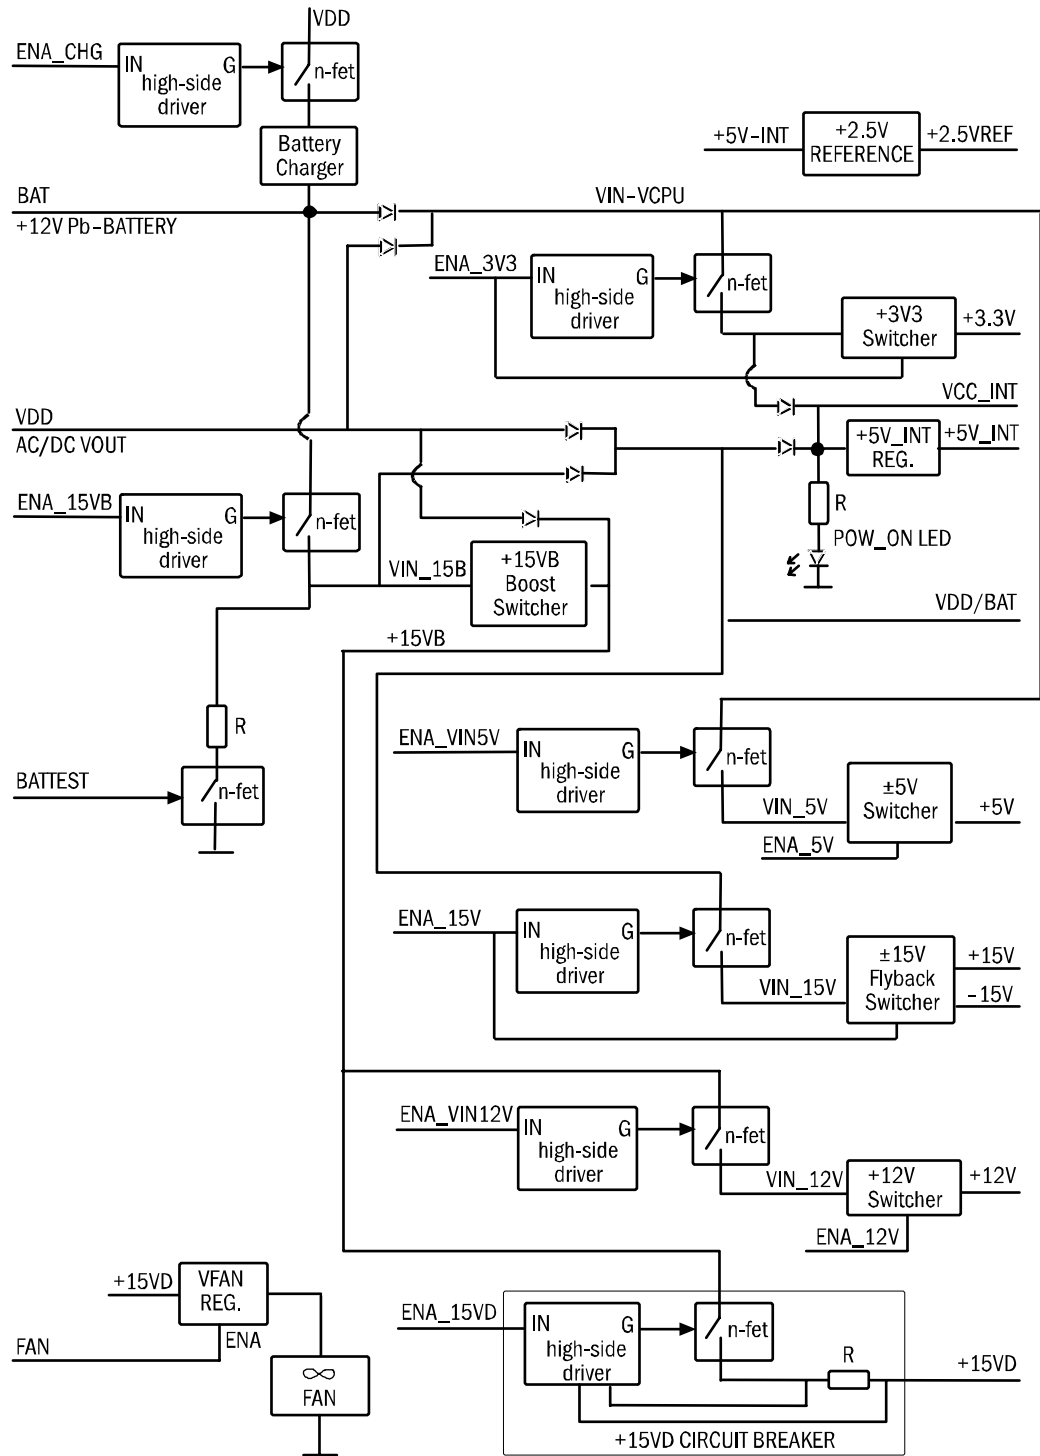 VDD
ENA_CHG
IN
G
high-side
driver
n-fet
Battery
Charger
+5V-INT
+2.5V
REFERENCE
+2.5VREF
BAT
+12V Pb-BATTERY
VIN-VCPU
ENA_3V3
IN
G
high-side
driver
n-fet
+3V3
Switcher
+3.3V
VCC_INT
VDD
AC/DC VOUT
+5V_INT
REG.
+5V_INT
ENA_15VB
IN
G
high-side
driver
n-fet
R
POW_ON LED
VIN_15B
+15VB
Boost
Switcher
VDD/BAT
+15VB
R
BATTEST
n-fet
ENA_VIN5V
IN
G
high-side
driver
n-fet
VIN_5V
±5V
Switcher
+5V
ENA_5V
ENA_15V
IN
G
high-side
driver
n-fet
VIN_15V
±15V
Flyback
Switcher
+15V
-15V
ENA_VIN12V
IN
G
high-side
driver
n-fet
VIN_12V
+12V
Switcher
+12V
ENA_12V
+15VD
VFAN
REG.
FAN
ENA
∞
FAN
ENA_15VD
IN
G
high-side
driver
n-fet
R
+15VD
+15VD CIRCUIT BREAKER